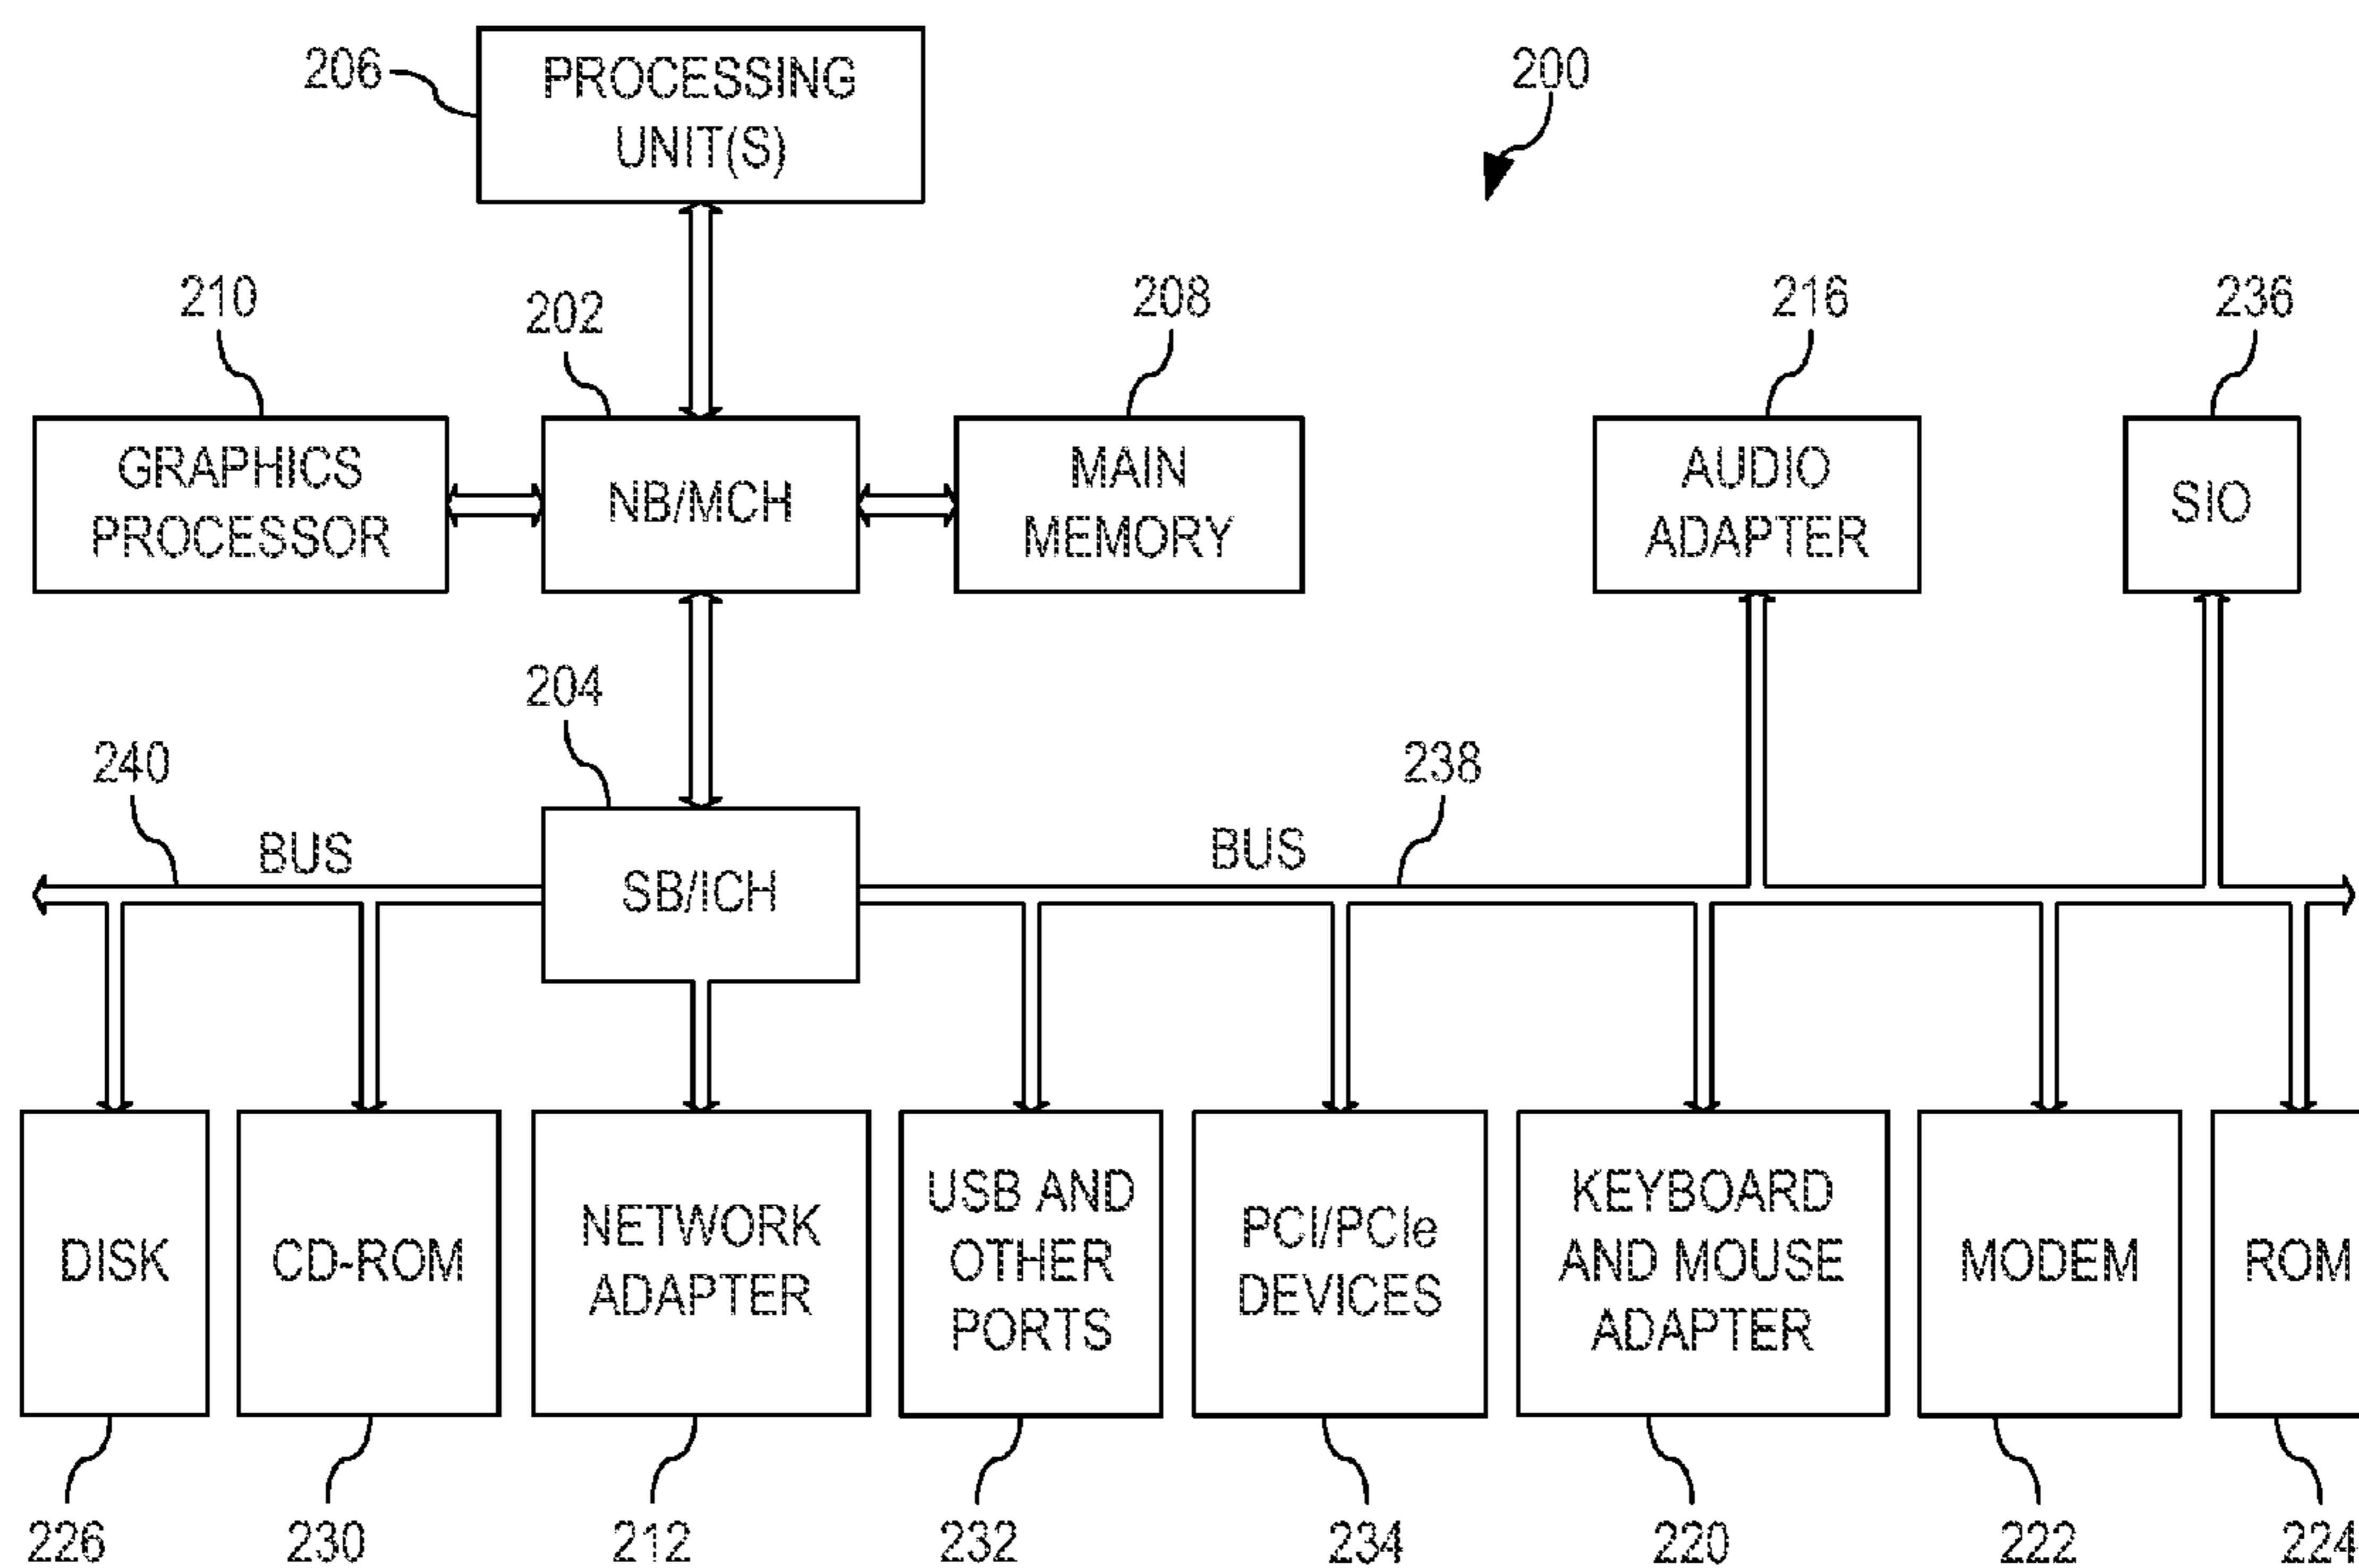 206
PROCESSING
UNIT(S)
200
210
202
208
216
236
GRAPHICS
PROCESSOR
NB/MCH
MAIN
MEMORY
AUDIO
ADAPTER
SIO
204
240
238
BUS
BUS
SB/ICH
DISK
CD-ROM
NETWORK
ADAPTER
USB AND
OTHER
PORTS
PCI/PCIe
DEVICES
KEYBOARD
AND MOUSE
ADAPTER
MODEM
ROM
226
230
212
232
234
220
222
224